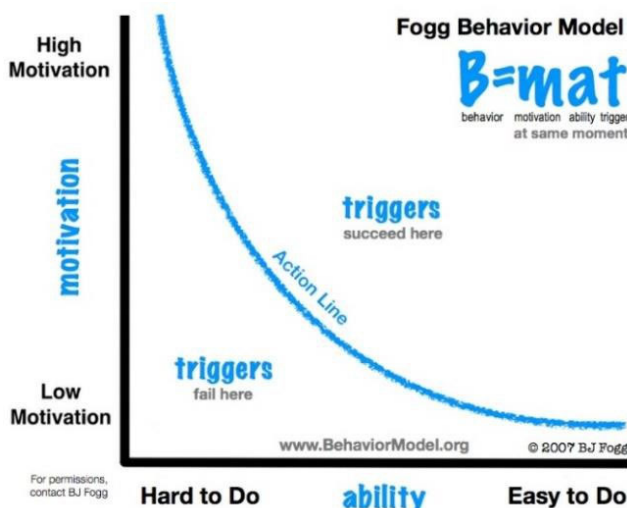 Fogg Behavior Model
B=mat
behavior motivation ability trigger
at same moment
High
Motivation
motivation
triggers
succeed here
Action Line
triggers
fail here
Low
Motivation
www.BehaviorModel.org
© 2007 BJ Fogg
For permissions,
contact BJ Fogg
Hard to Do
ability
Easy to Do